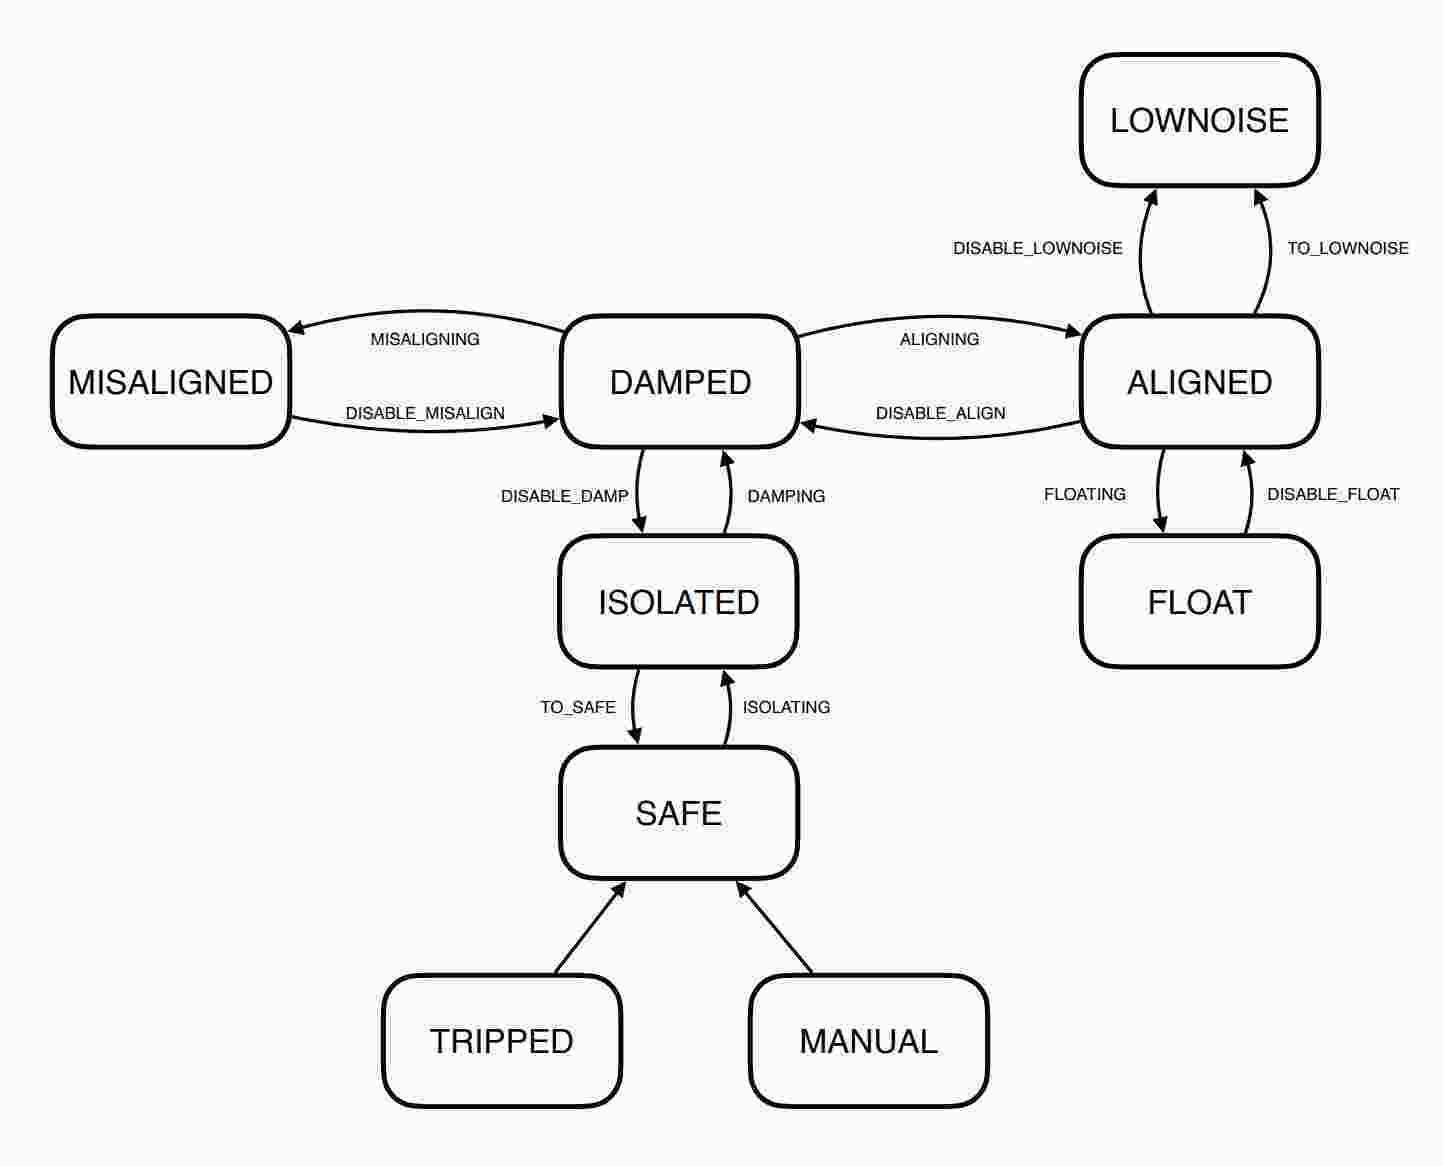 LOWNOISE
DISABLE_LOWNOISE
TO_LOWNOISE
MISALIGNED
MISALIGNING
DISABLE_MISALIGN
DAMPED
ALIGNING
DISABLE_ALIGN
ALIGNED
DISABLE_DAMP
DAMPING
FLOATING
DISABLE_FLOAT
ISOLATED
FLOAT
TO_SAFE
ISOLATING
SAFE
TRIPPED
MANUAL